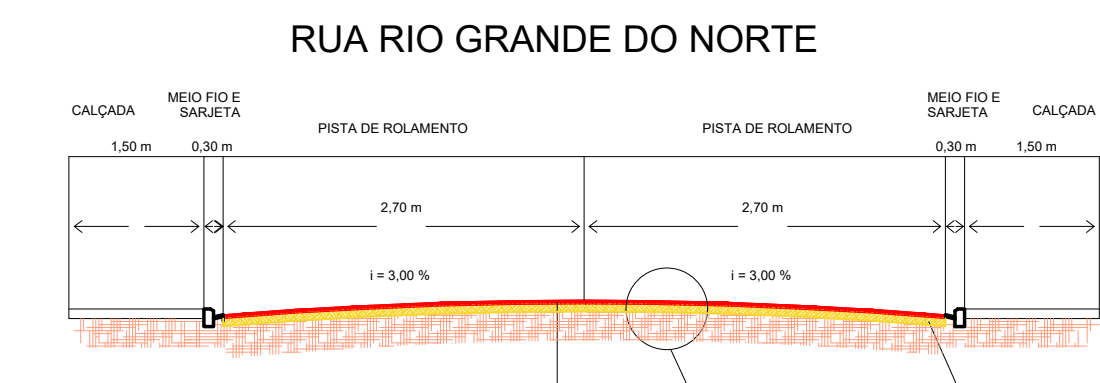 RUA RIO GRANDE DO NORTE
CALÇADA
MEIO FIO E
SARJETA
PISTA DE ROLAMENTO
PISTA DE ROLAMENTO
MEIO FIO E
SARJETA
CALÇADA
1,50 m
0,30 m
0,30 m
1,50 m
2,70 m
2,70 m
i = 3,00 %
i = 3,00 %